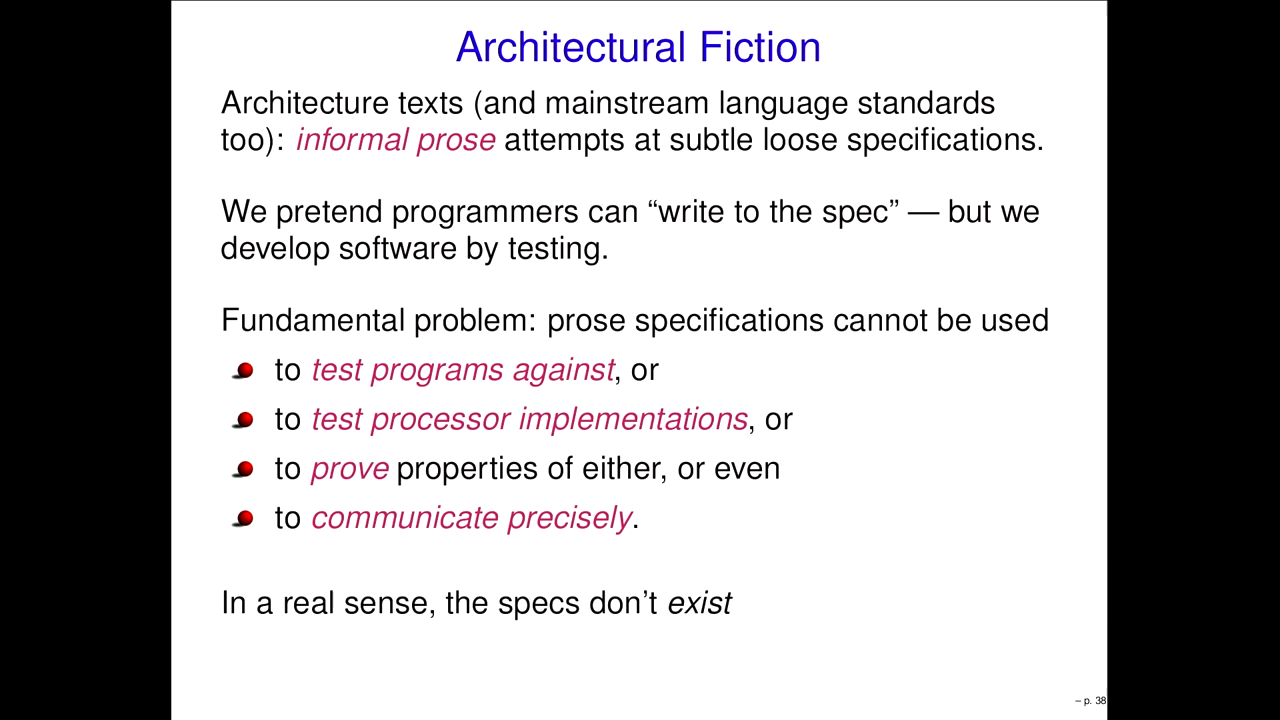 Architectural Fiction
Architecture texts (and mainstream language standards
too): informal prose attempts at subtle loose specifications.
We pretend programmers can “write to the spec” — but we
develop software by testing.
Fundamental problem: prose specifications cannot be used
to test programs against, or
to test processor implementations, or
to prove properties of either, or even
to communicate precisely.
In a real sense, the specs don’t exist
– p. 38